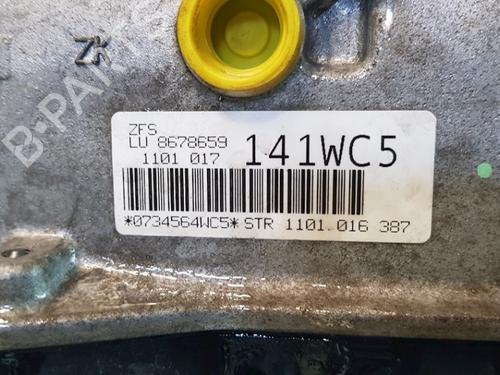 ZK
B-PARTS
ZFS
LU 8678659
1101 017
141WC5
*0734564WC5* STR 1101 016 387